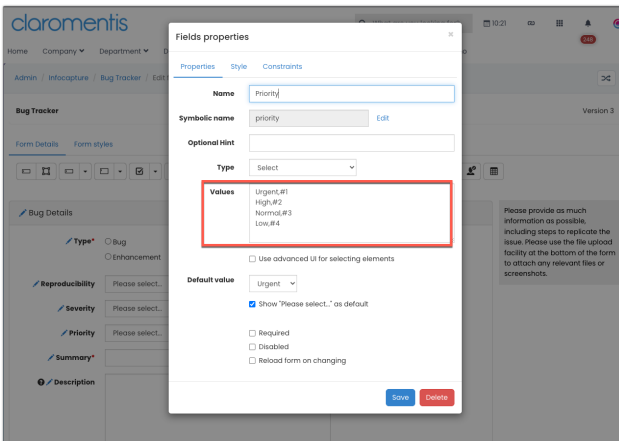 claromentis
10:21
248
Home Company Department
Admin / Infocapture / Bug Tracker / Edit
Bug Tracker
Version 3
Form Details Form styles
Bug Details
Type*
Bug
Enhancement
Reproducibility Please select...
Severity Please select...
Priority Please select...
Summary*
Description
Fields properties
×
Properties Style Constraints
Name Priority
Symbolic name priority Edit
Optional Hint
Type Select
Values
Urgent,#1
High,#2
Normal,#3
Low,#4
Use advanced UI for selecting elements
Default value Urgent
Show "Please select..." as default
Required
Disabled
Reload form on changing
Save Delete
Please provide as much
information as possible,
including steps to replicate the
issue. Please use the file upload
facility at the bottom of the form
to attach any relevant files or
screenshots.